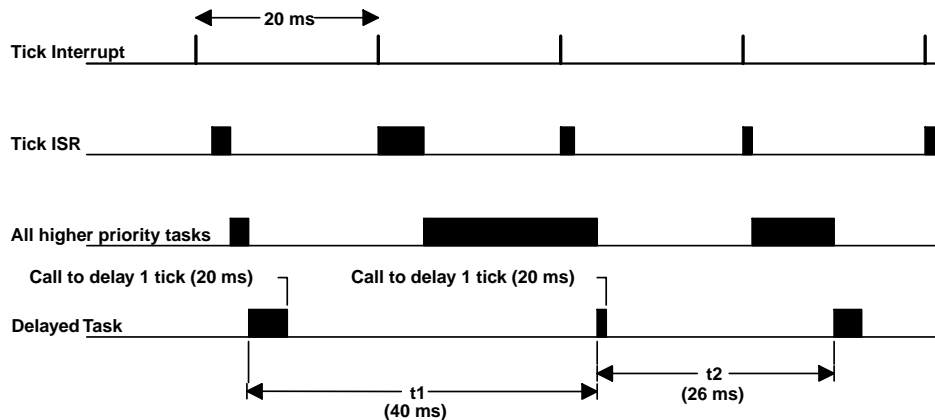 20 ms
Tick Interrupt
Tick ISR
All higher priority tasks
Call to delay 1 tick (20 ms)
Call to delay 1 tick (20 ms)
Delayed Task
t1
(40 ms)
t2
(26 ms)